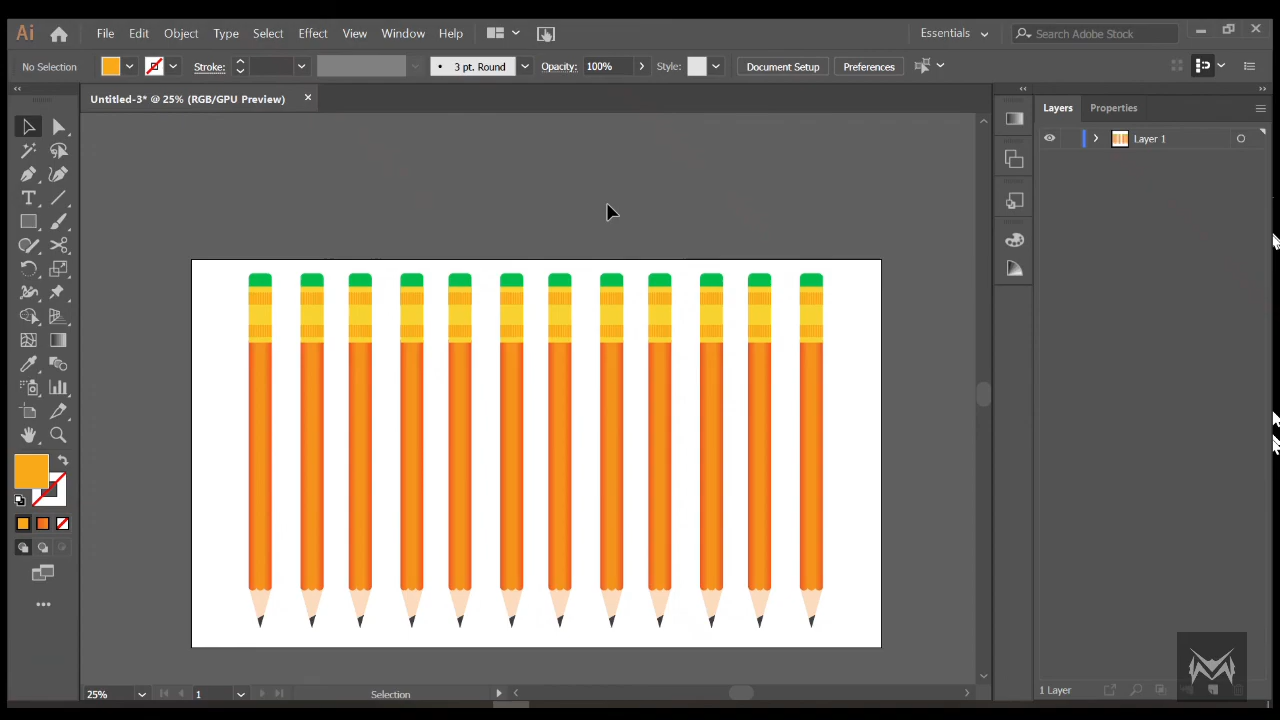 Ai File Edit Object Type Select Effect View Window Help Essentials Search Adobe Stock
No Selection Stroke: 3 pt. Round Opacity: 100% Style: Document Setup Preferences
Untitled-3* @ 25% (RGB/GPU Preview)
Layers Properties
Layer 1
25% 1 Selection 1 Layer